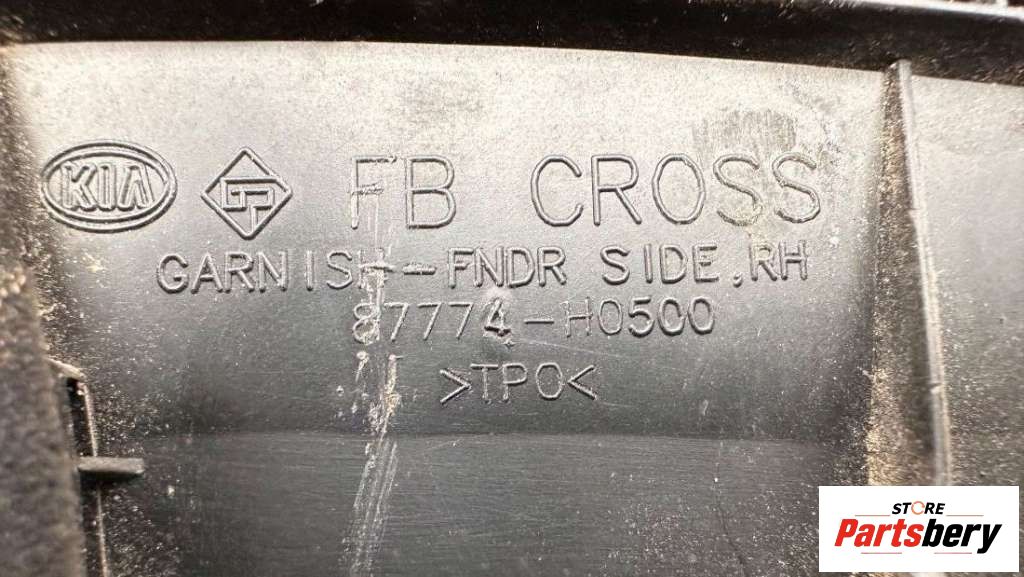 KIA FB CROSS
GARNISH-FNDR SIDE,RH
87774-H0500
>TPO<
STORE
Partsbery